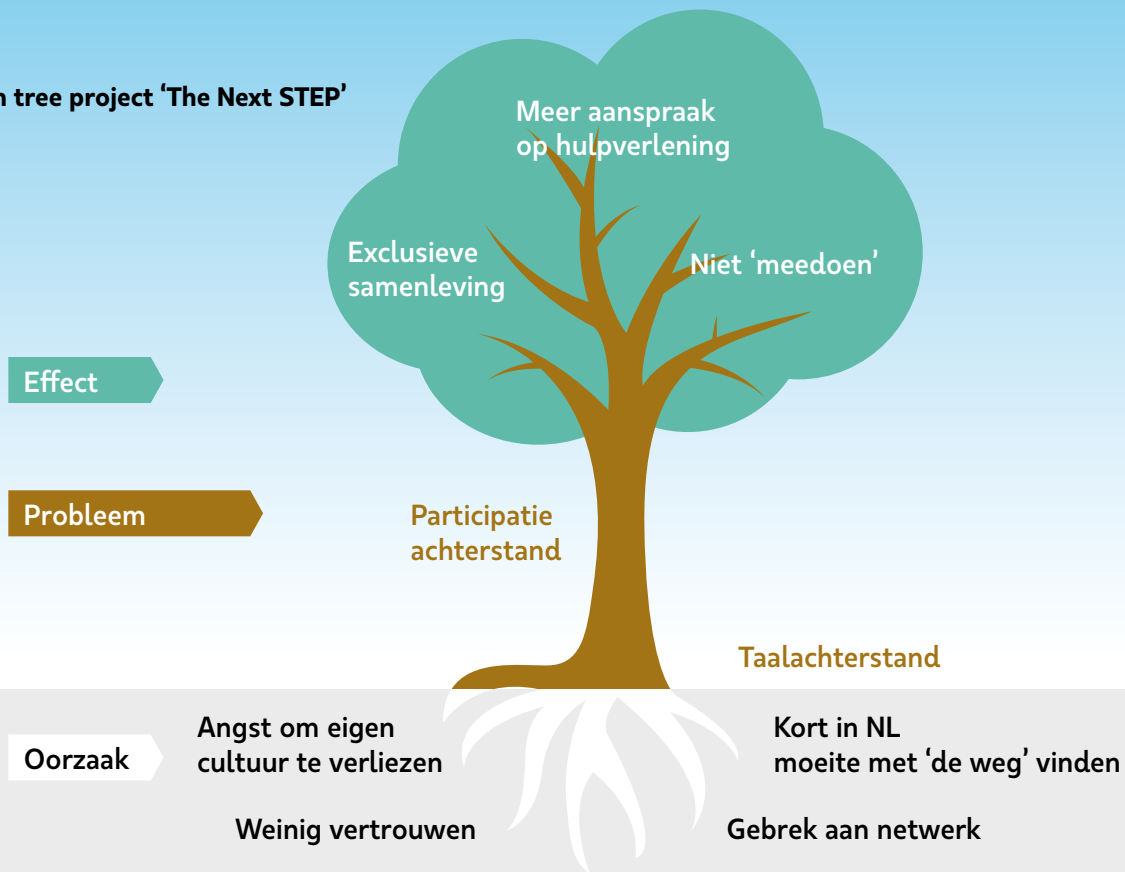 tree project ‘The Next STEP’
Meer aanspraak
op hulpverlening
Exclusieve
samenleving
Niet ‘meedoen’
Effect
Probleem
Participatie
achterstand
Taalachterstand
Oorzaak
Angst om eigen
cultuur te verliezen
Kort in NL
moeite met ‘de weg’ vinden
Weinig vertrouwen
Gebrek aan netwerk